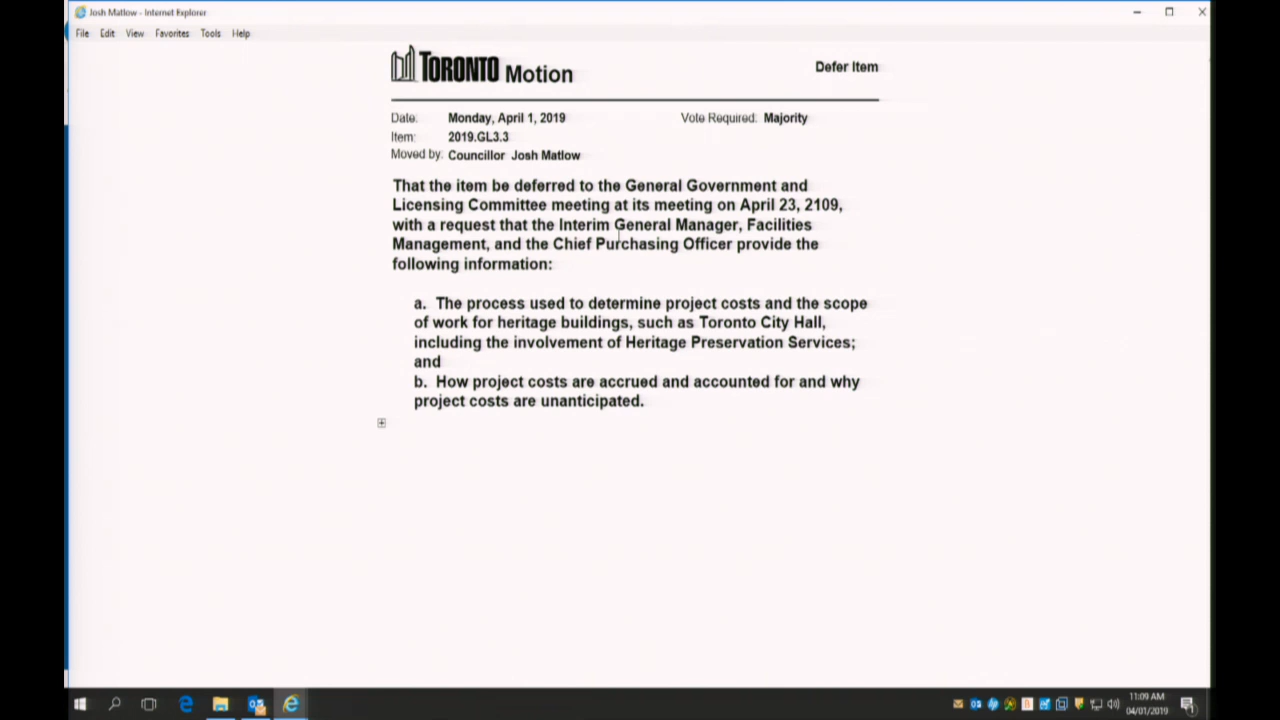 Josh Matlow - Internet Explorer
File Edit View Favorites Tools Help
TORONTO Motion
Defer Item
Date: Monday, April 1, 2019
Vote Required: Majority
Item: 2019.GL3.3
Moved by: Councillor Josh Matlow
That the item be deferred to the General Government and
Licensing Committee meeting at its meeting on April 23, 2109,
with a request that the Interim General Manager, Facilities
Management, and the Chief Purchasing Officer provide the
following information:
a. The process used to determine project costs and the scope
of work for heritage buildings, such as Toronto City Hall,
including the involvement of Heritage Preservation Services;
and
b. How project costs are accrued and accounted for and why
project costs are unanticipated.
11:09 AM
04/01/2019